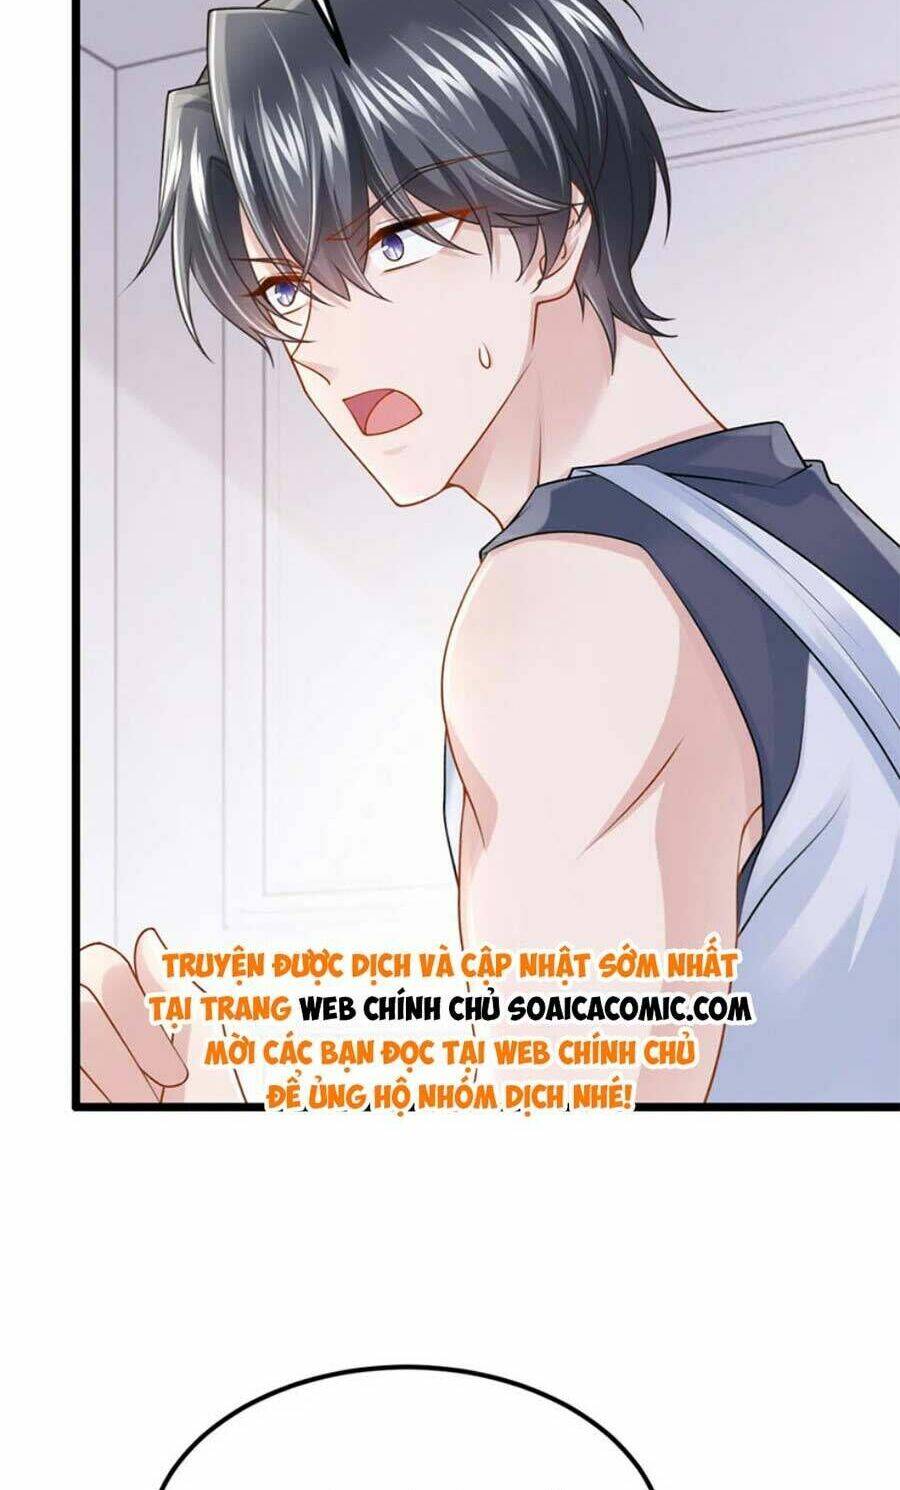 TRUYỆN ĐƯỢC DỊCH VÀ CẬP NHẬT SỚM NHẤT
TẠI TRANG WEB CHÍNH CHỦ SOAICACOMIC.COM
MỜI CÁC BẠN ĐỌC TẠI WEB CHÍNH CHỦ
ĐỂ ỦNG HỘ NHÓM DỊCH NHÉ!